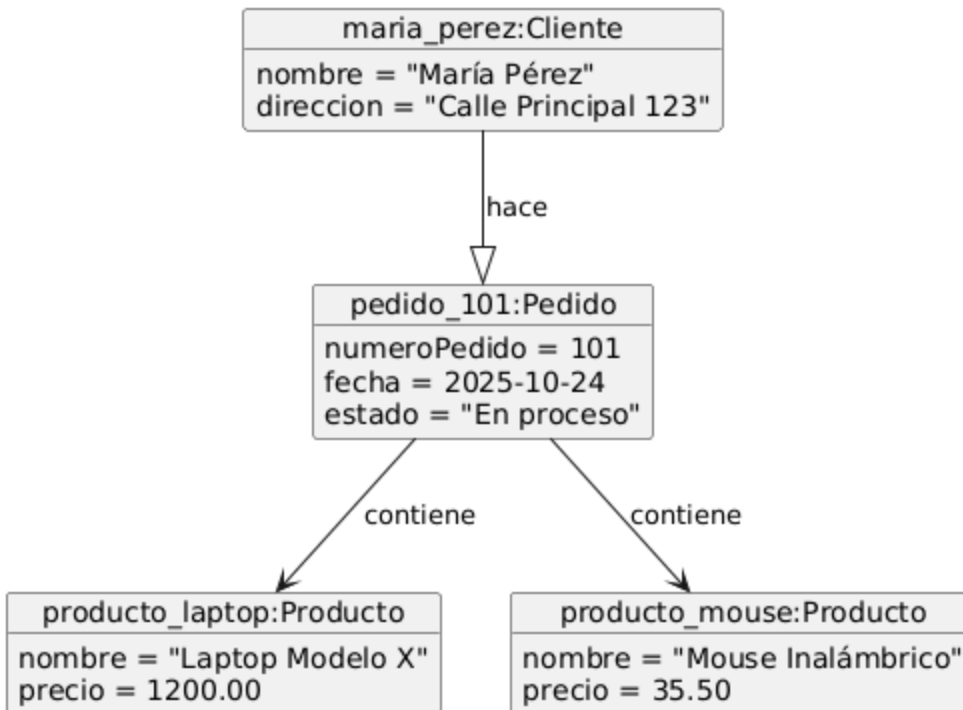 maria_perez:Cliente
nombre = "María Pérez"
direccion = "Calle Principal 123"
hace
pedido_101:Pedido
numeroPedido = 101
fecha = 2025-10-24
estado = "En proceso"
contiene
contiene
producto_laptop:Producto
nombre = "Laptop Modelo X"
precio = 1200.00
producto_mouse:Producto
nombre = "Mouse Inalámbrico"
precio = 35.50